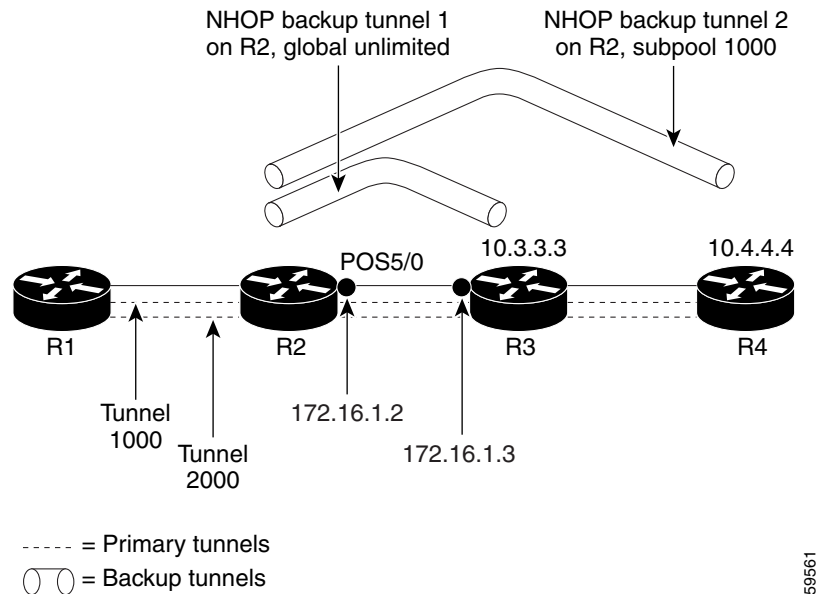 NHOP backup tunnel 1
on R2, global unlimited
NHOP backup tunnel 2
on R2, subpool 1000
POS5/0
10.3.3.3
10.4.4.4
R1
R2
R3
R4
Tunnel
1000
Tunnel
2000
172.16.1.2
172.16.1.3
= Primary tunnels
= Backup tunnels
59561